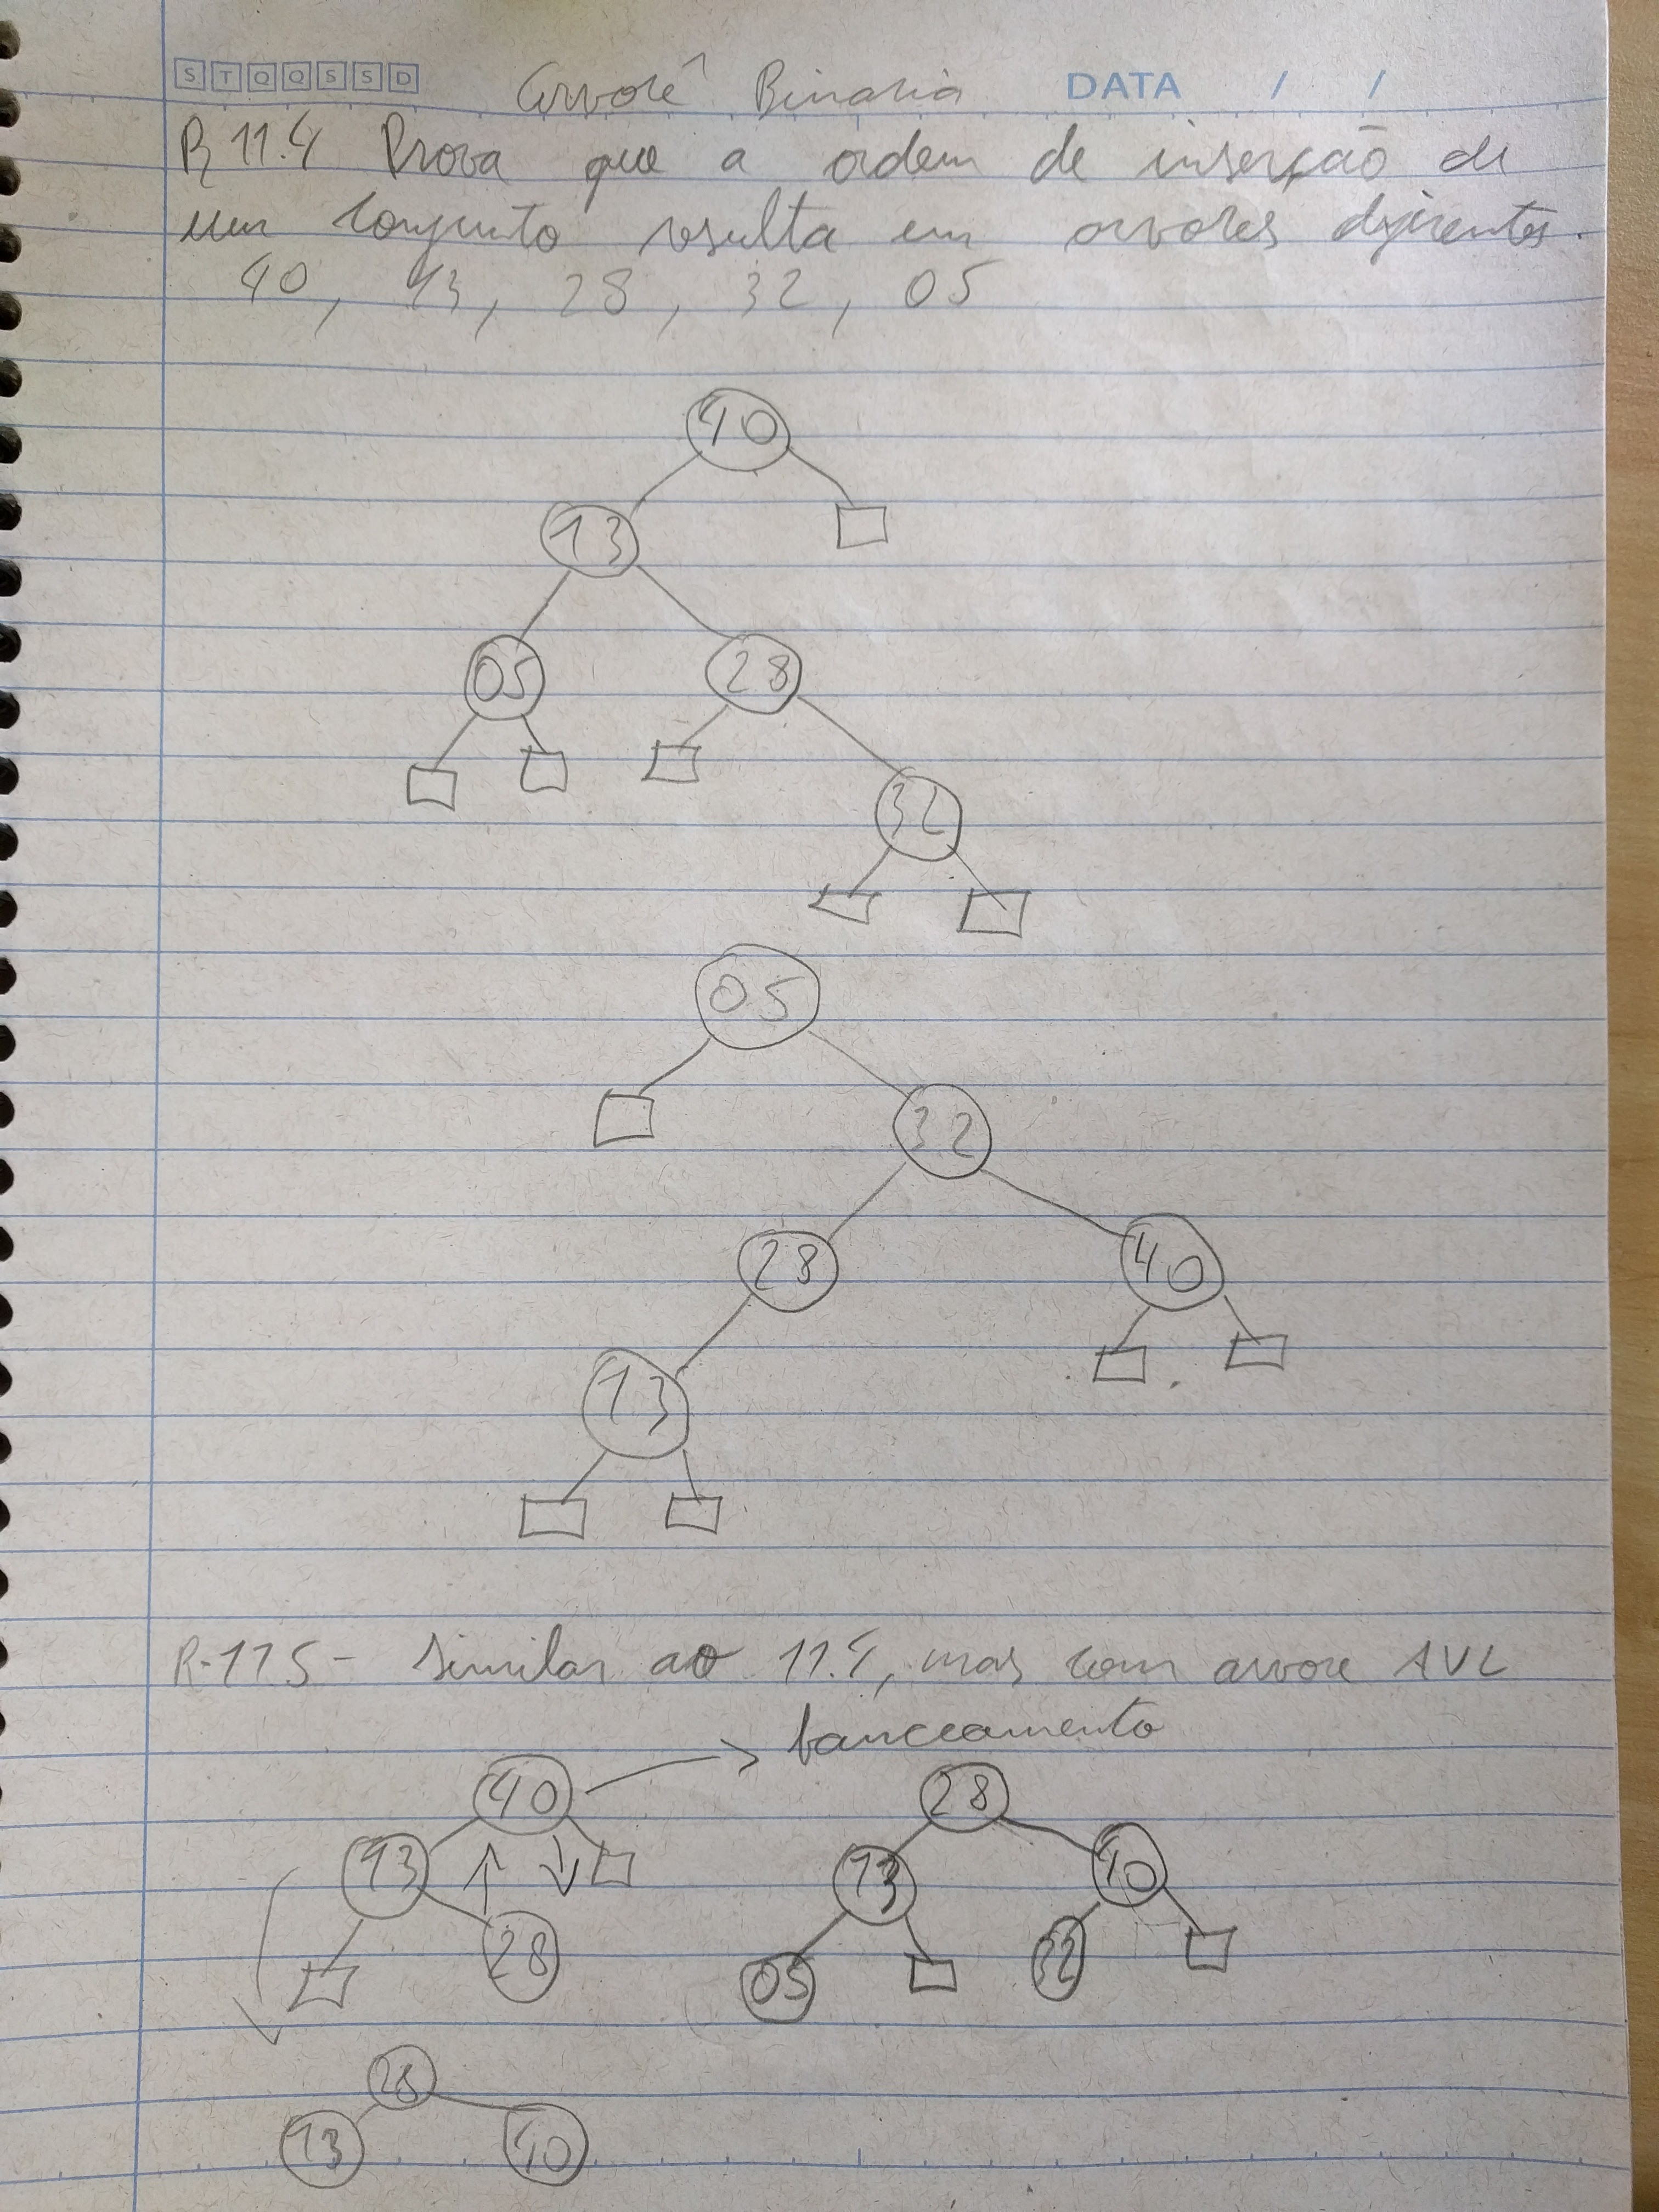 S T Q Q S S D Arvorê Binaria DATA / /
R 11.4 Prova que a ordem de inserção de
um conjunto resulta em arvores diferentes.
40, 13, 28, 32, 05
40
13
05 28
32
05
32
28 40
13
R-11.5- Similar ao 11.4, mas com arvore AVL
banceamento
40 28
13 13 40
28 05 32
28
13 40